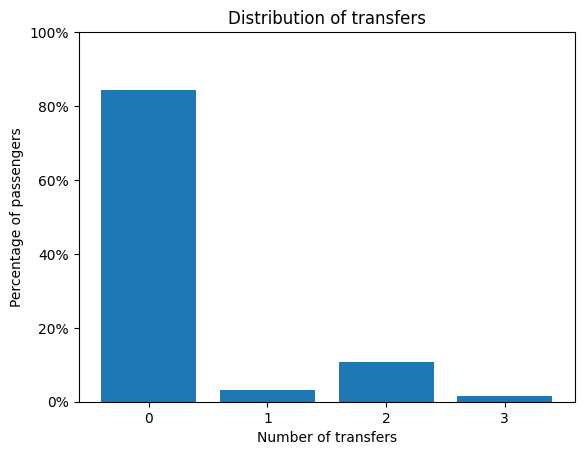 Distribution of transfers
100%
80%
60%
40%
20%
0%
Percentage of passengers
0 1 2 3
Number of transfers